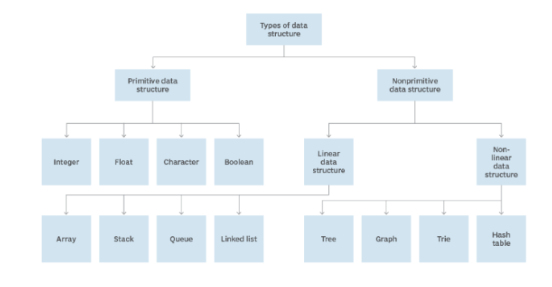 Types of data
structure
Primitive data
structure
Nonprimitive
data structure
Integer
Float
Character
Boolean
Linear
data
structure
Non-
linear
data
structure
Array
Stack
Queue
Linked list
Tree
Graph
Trie
Hash
table